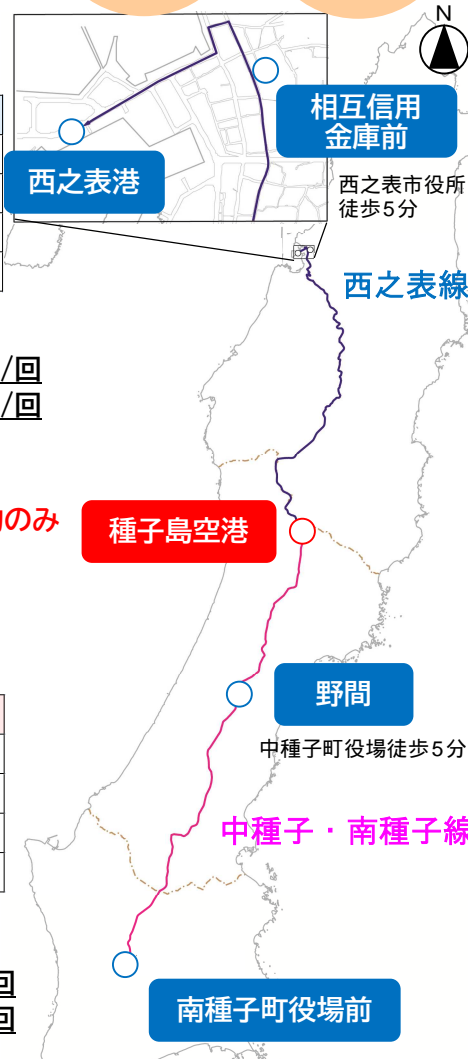 N
相互信用
金庫前
西之表港
西之表市役所
徒歩5分
西之表線
/回
/回
のみ
種子島空港
野間
中種子町役場徒歩5分
中種子・南種子線
回
回
南種子町役場前